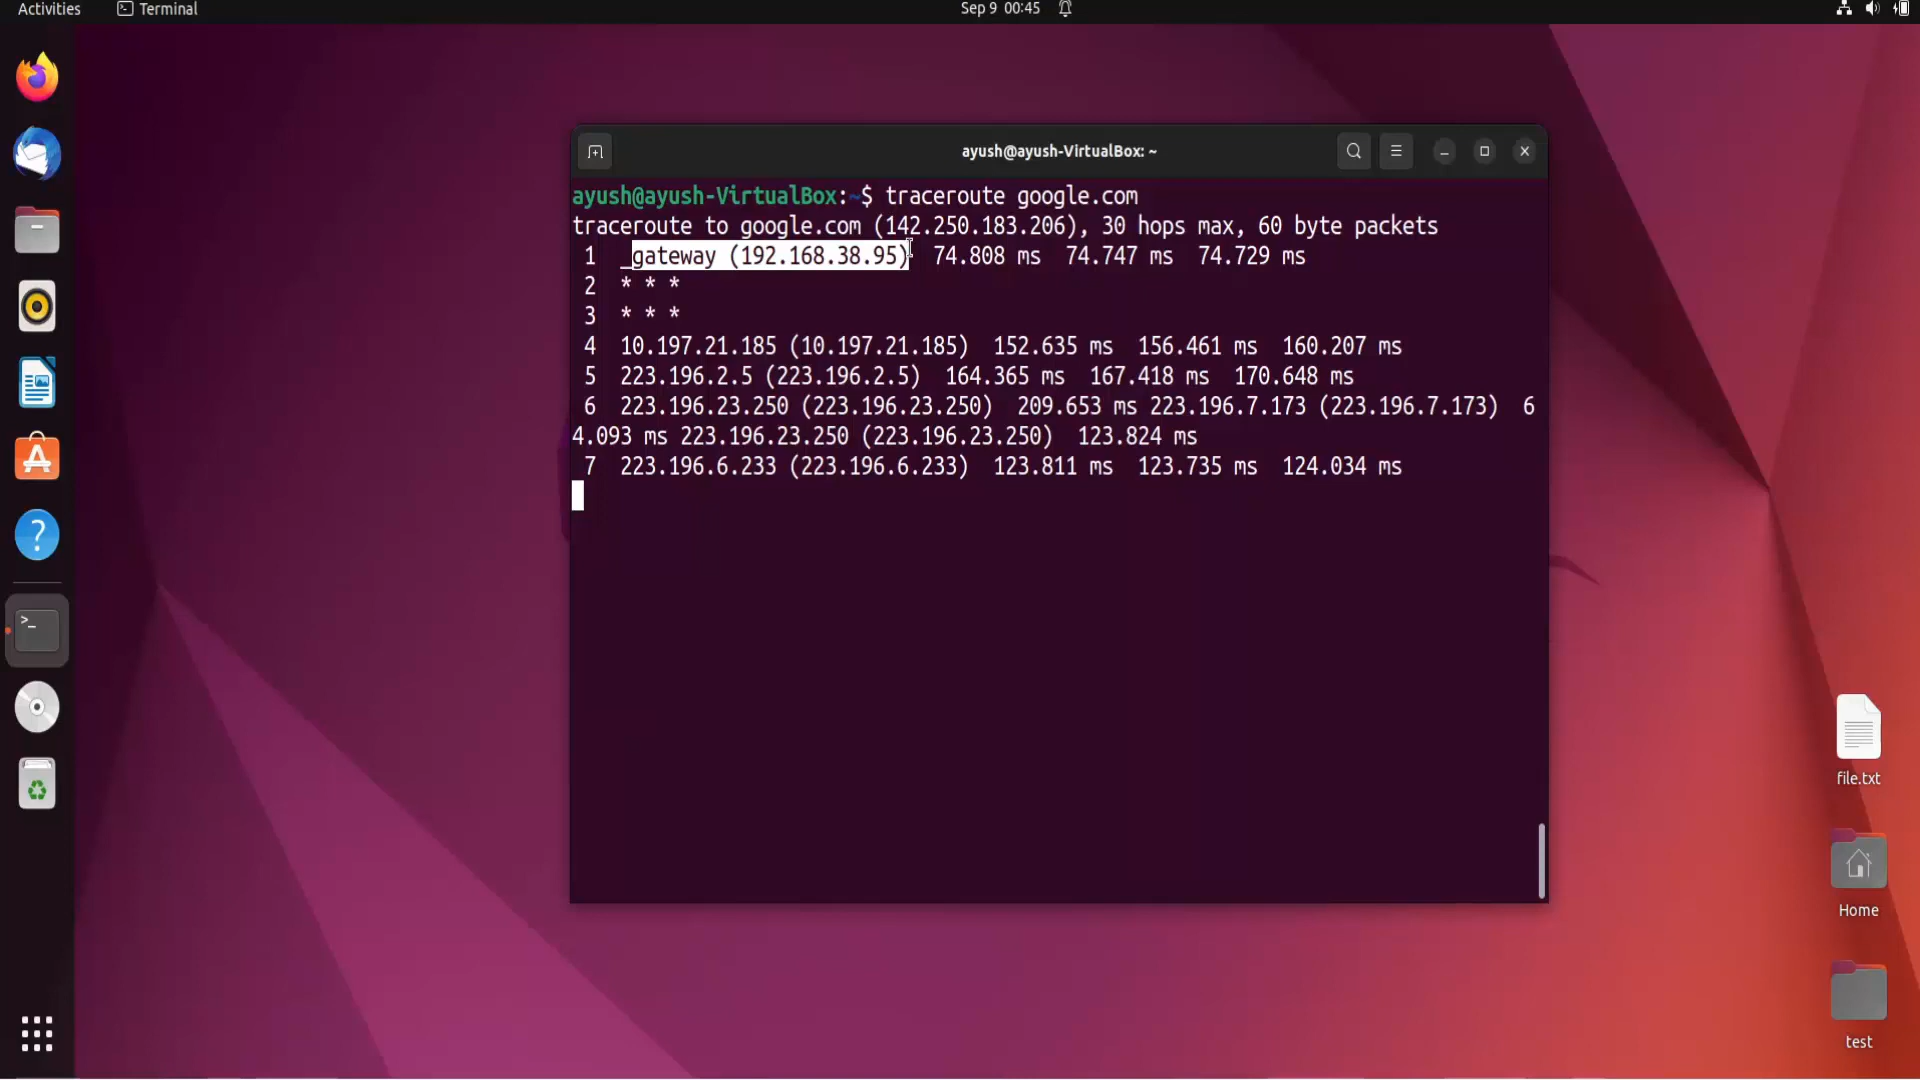 Activities Terminal Sep 9 00:45
ayush@ayush-VirtualBox: ~
ayush@ayush-VirtualBox:~$ traceroute google.com
traceroute to google.com (142.250.183.206), 30 hops max, 60 byte packets
1 _gateway (192.168.38.95) 74.808 ms 74.747 ms 74.729 ms
2 * * *
3 * * *
4 10.197.21.185 (10.197.21.185) 152.635 ms 156.461 ms 160.207 ms
5 223.196.2.5 (223.196.2.5) 164.365 ms 167.418 ms 170.648 ms
6 223.196.23.250 (223.196.23.250) 209.653 ms 223.196.7.173 (223.196.7.173) 6
4.093 ms 223.196.23.250 (223.196.23.250) 123.824 ms
7 223.196.6.233 (223.196.6.233) 123.811 ms 123.735 ms 124.034 ms
file.txt
Home
test